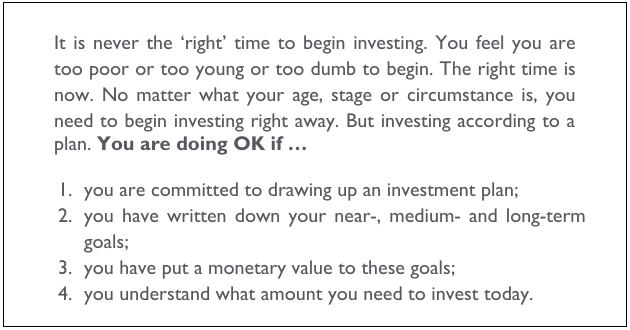 It is never the ‘right’ time to begin investing. You feel you are
too poor or too young or too dumb to begin. The right time is
now. No matter what your age, stage or circumstance is, you
need to begin investing right away. But investing according to a
plan. You are doing OK if …
1. you are committed to drawing up an investment plan;
2. you have written down your near-, medium- and long-term
goals;
3. you have put a monetary value to these goals;
4. you understand what amount you need to invest today.